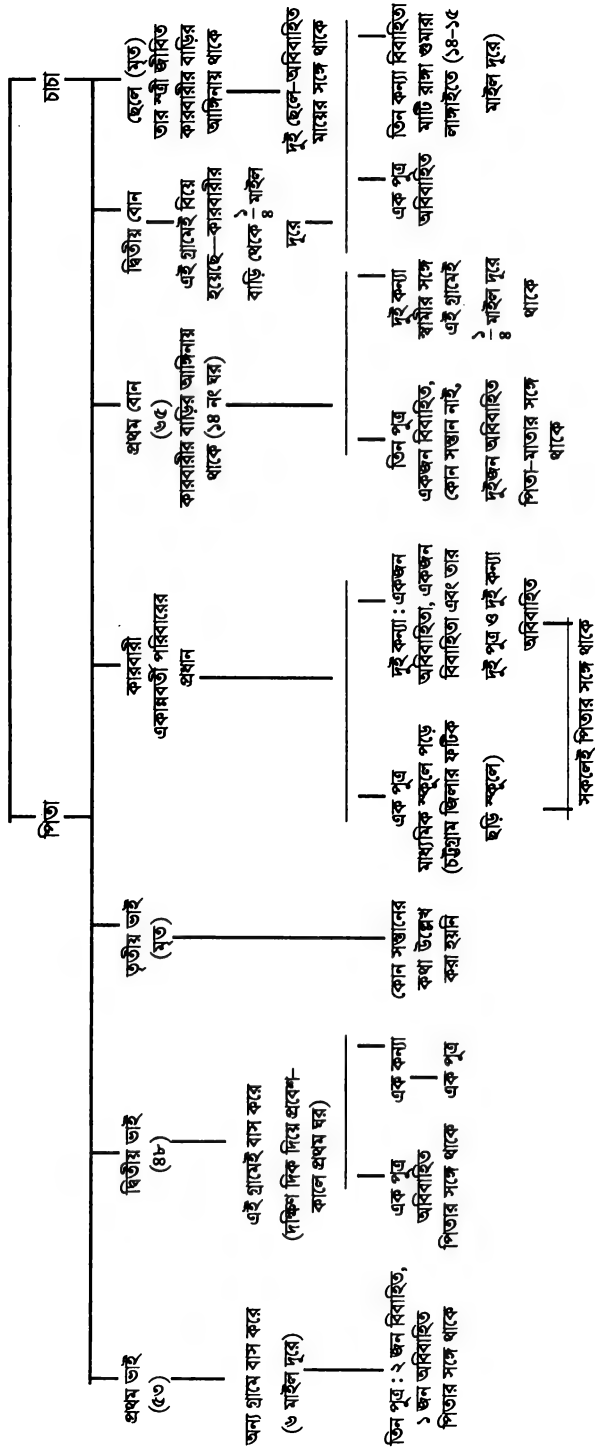 পিতা
চাচা
প্রথম ভাই
(৫৩)
অন্য গ্রামে বাস করে
(৬ মাইল দূরে)
তিন পুত্র : ২ জন বিবাহিত,
১ জন অবিবাহিত
পিতার সঙ্গে থাকে
দ্বিতীয় ভাই
(৪৮)
এই গ্রামেই বাস করে
(দক্ষিণ দিক দিয়ে প্রবেশ-
কালে প্রথম ঘর)
এক পুত্র
অবিবাহিত
পিতার সঙ্গে থাকে
এক কন্যা
এক পুত্র
তৃতীয় ভাই
(মৃত)
কোন সন্তানের
কথা উল্লেখ
করা হয়নি
কারবারী
একান্নবর্তী পরিবারের
প্রধান
এক পুত্র
মাধ্যমিক স্কুলে পড়ে
(চট্টগ্রাম জিলার ফটিক
ছড়ি স্কুলে)
দুই কন্যা : একজন
অবিবাহিতা, একজন
বিবাহিতা এবং তার
দুই পুত্র ও দুই কন্যা
অবিবাহিত
সকলেই পিতার সঙ্গে থাকে
প্রথম বোন
(৬৫)
কারবারীর বাড়ির আঙ্গিনায়
থাকে (১৪ নং ঘর)
তিন পুত্র
একজন বিবাহিত,
কোন সন্তান নাই,
দুইজন অবিবাহিত
পিতা-মাতার সঙ্গে
থাকে
দুই কন্যা
স্বামীর সঙ্গে
এই গ্রামেই
১/৪ মাইল দূরে
থাকে
দ্বিতীয় বোন
এই গ্রামেই বিয়ে
হয়েছে—কারবারীর
বাড়ি থেকে ১/৪ মাইল
দূরে
এক পুত্র
অবিবাহিত
তিন কন্যা বিবাহিতা
মাটি রাঙ্গা গুমারা
লাঙ্গাইতে (১৪-১৫
মাইল দূরে)
ছেলে (মৃত)
তার স্ত্রী জীবিত
কারবারীর বাড়ির
আঙ্গিনায় থাকে
দুই ছেলে-অবিবাহিত
মায়ের সঙ্গে থাকে